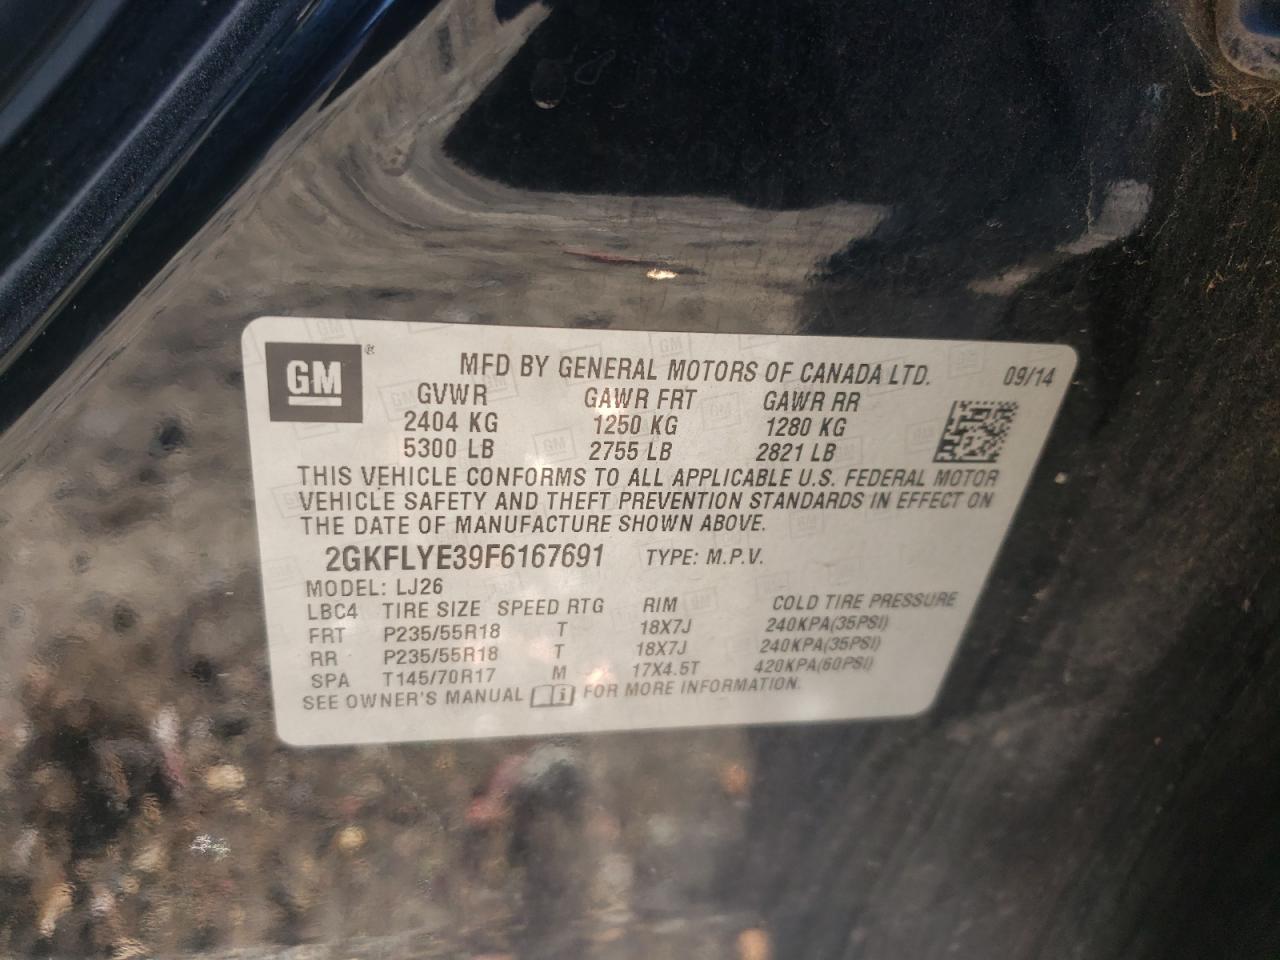 GM®
MFD BY GENERAL MOTORS OF CANADA LTD. 09/14
GVWR GAWR FRT GAWR RR
2404 KG 1250 KG 1280 KG
5300 LB 2755 LB 2821 LB
THIS VEHICLE CONFORMS TO ALL APPLICABLE U.S. FEDERAL MOTOR
VEHICLE SAFETY AND THEFT PREVENTION STANDARDS IN EFFECT ON
THE DATE OF MANUFACTURE SHOWN ABOVE.
2GKFLYE39F6167691 TYPE: M.P.V.
MODEL: LJ26
LBC4 TIRE SIZE SPEED RTG RIM COLD TIRE PRESSURE
FRT P235/55R18 T 18X7J 240KPA(35PSI)
RR P235/55R18 T 18X7J 240KPA(35PSI)
SPA T145/70R17 M 17X4.5T 420KPA(60PSI)
SEE OWNER'S MANUAL i FOR MORE INFORMATION.